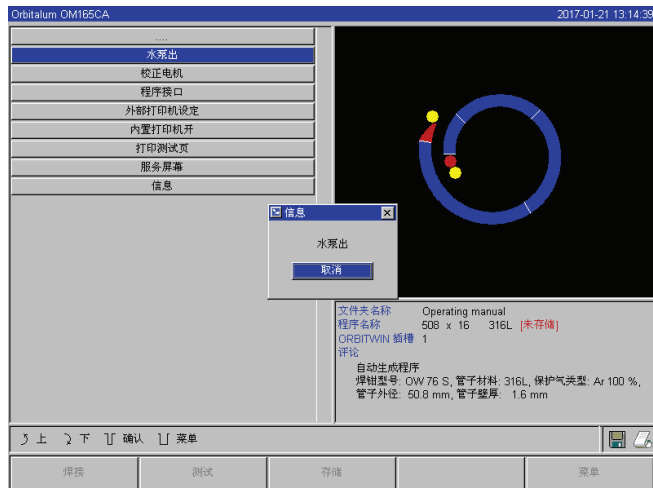 Orbitalum OM165CA 2017-01-21 13:14:39
....
水泵出
校正电机
程序接口
外部打印机设定
内置打印机开
打印测试页
服务屏幕
信息
信息
水泵出
取消
文件夹名称 Operating manual
程序名称 508 x 16 316L [未存储]
ORBITWIN 插槽 1
评论
自动生成程序
焊钳型号: OW 76 S, 管子材料: 316L, 保护气类型: Ar 100 %,
管子外径: 50.8 mm, 管子壁厚: 1.6 mm
上 下 确认 菜单
焊接 测试 存储 菜单